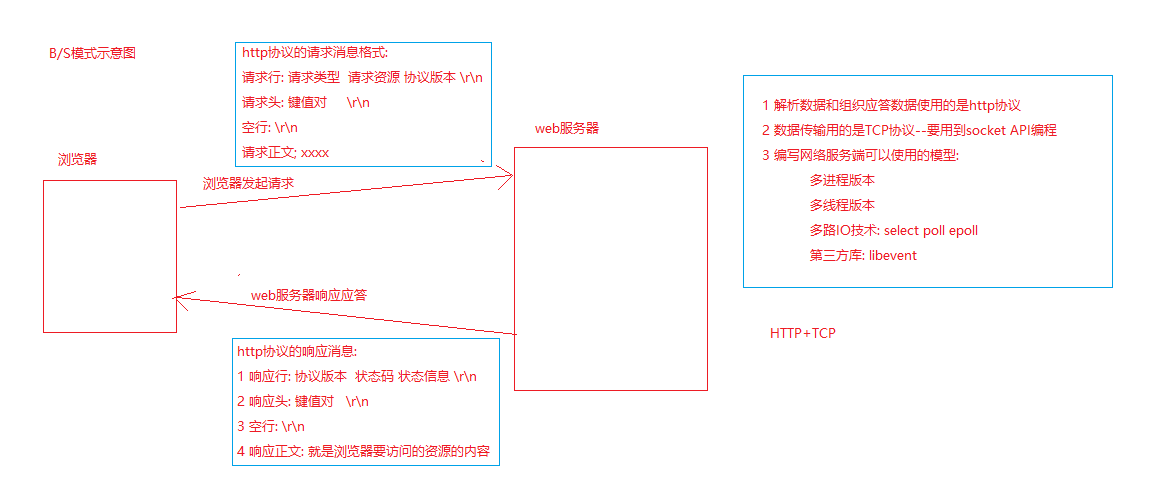 B/S模式示意图
http协议的请求消息格式:
请求行: 请求类型  请求资源 协议版本 \r\n
请求头: 键值对     \r\n
空行: \r\n
请求正文; xxxx
浏览器
浏览器发起请求
web服务器
web服务器响应应答
http协议的响应消息:
1 响应行: 协议版本  状态码 状态信息 \r\n
2 响应头: 键值对   \r\n
3 空行: \r\n
4 响应正文: 就是浏览器要访问的资源的内容
1 解析数据和组织应答数据使用的是http协议
2 数据传输用的是TCP协议--要用到socket API编程
3 编写网络服务端可以使用的模型:
多进程版本
多线程版本
多路IO技术: select poll epoll
第三方库: libevent
HTTP+TCP